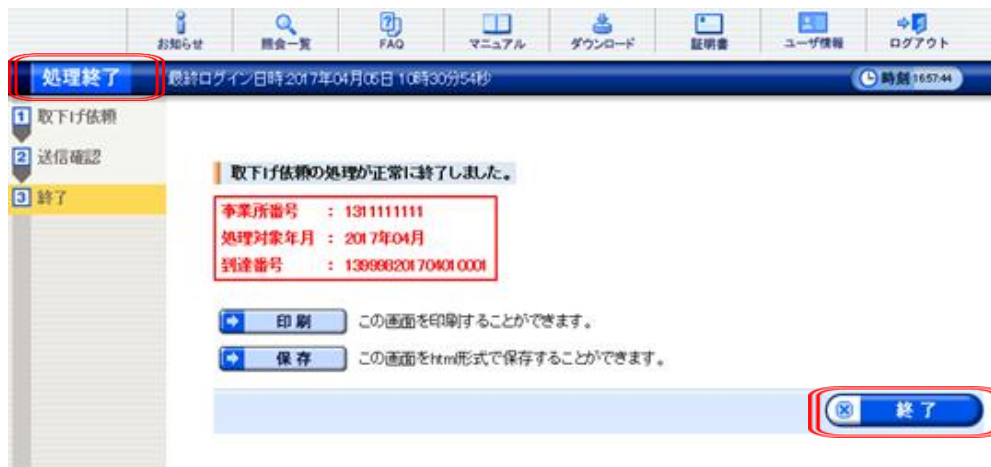 お知らせ 照会一覧 FAQ マニュアル ダウンロード 証明書 ユーザ情報 ログアウト
処理終了 最終ログイン日時:2017年04月05日 10時30分54秒 時刻 16:57:44
1 取下げ依頼
2 送信確認
3 終了
取下げ依頼の処理が正常に終了しました。
事業所番号 : 1311111111
処理対象年月 : 2017年04月
到達番号 : 139998201704010001
印刷 この画面を印刷することができます。
保存 この画面をhtml形式で保存することができます。
終了